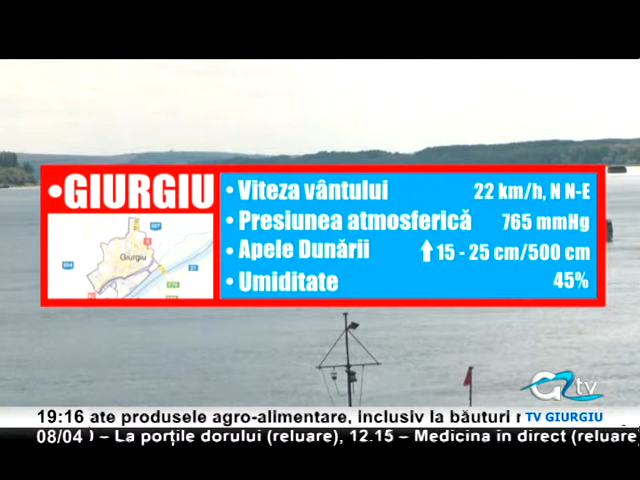 •GIURGIU
Giurgiu
• Viteza vântului 22 km/h, N N-E
• Presiunea atmosferică 765 mmHg
• Apele Dunării 15 - 25 cm/500 cm
• Umiditate 45%
G tv
19:16 ate produsele agro-alimentare, inclusiv la băuturi
TV GIURGIU
08/04 ) – La porțile dorului (reluare), 12.15 – Medicina în direct (reluare